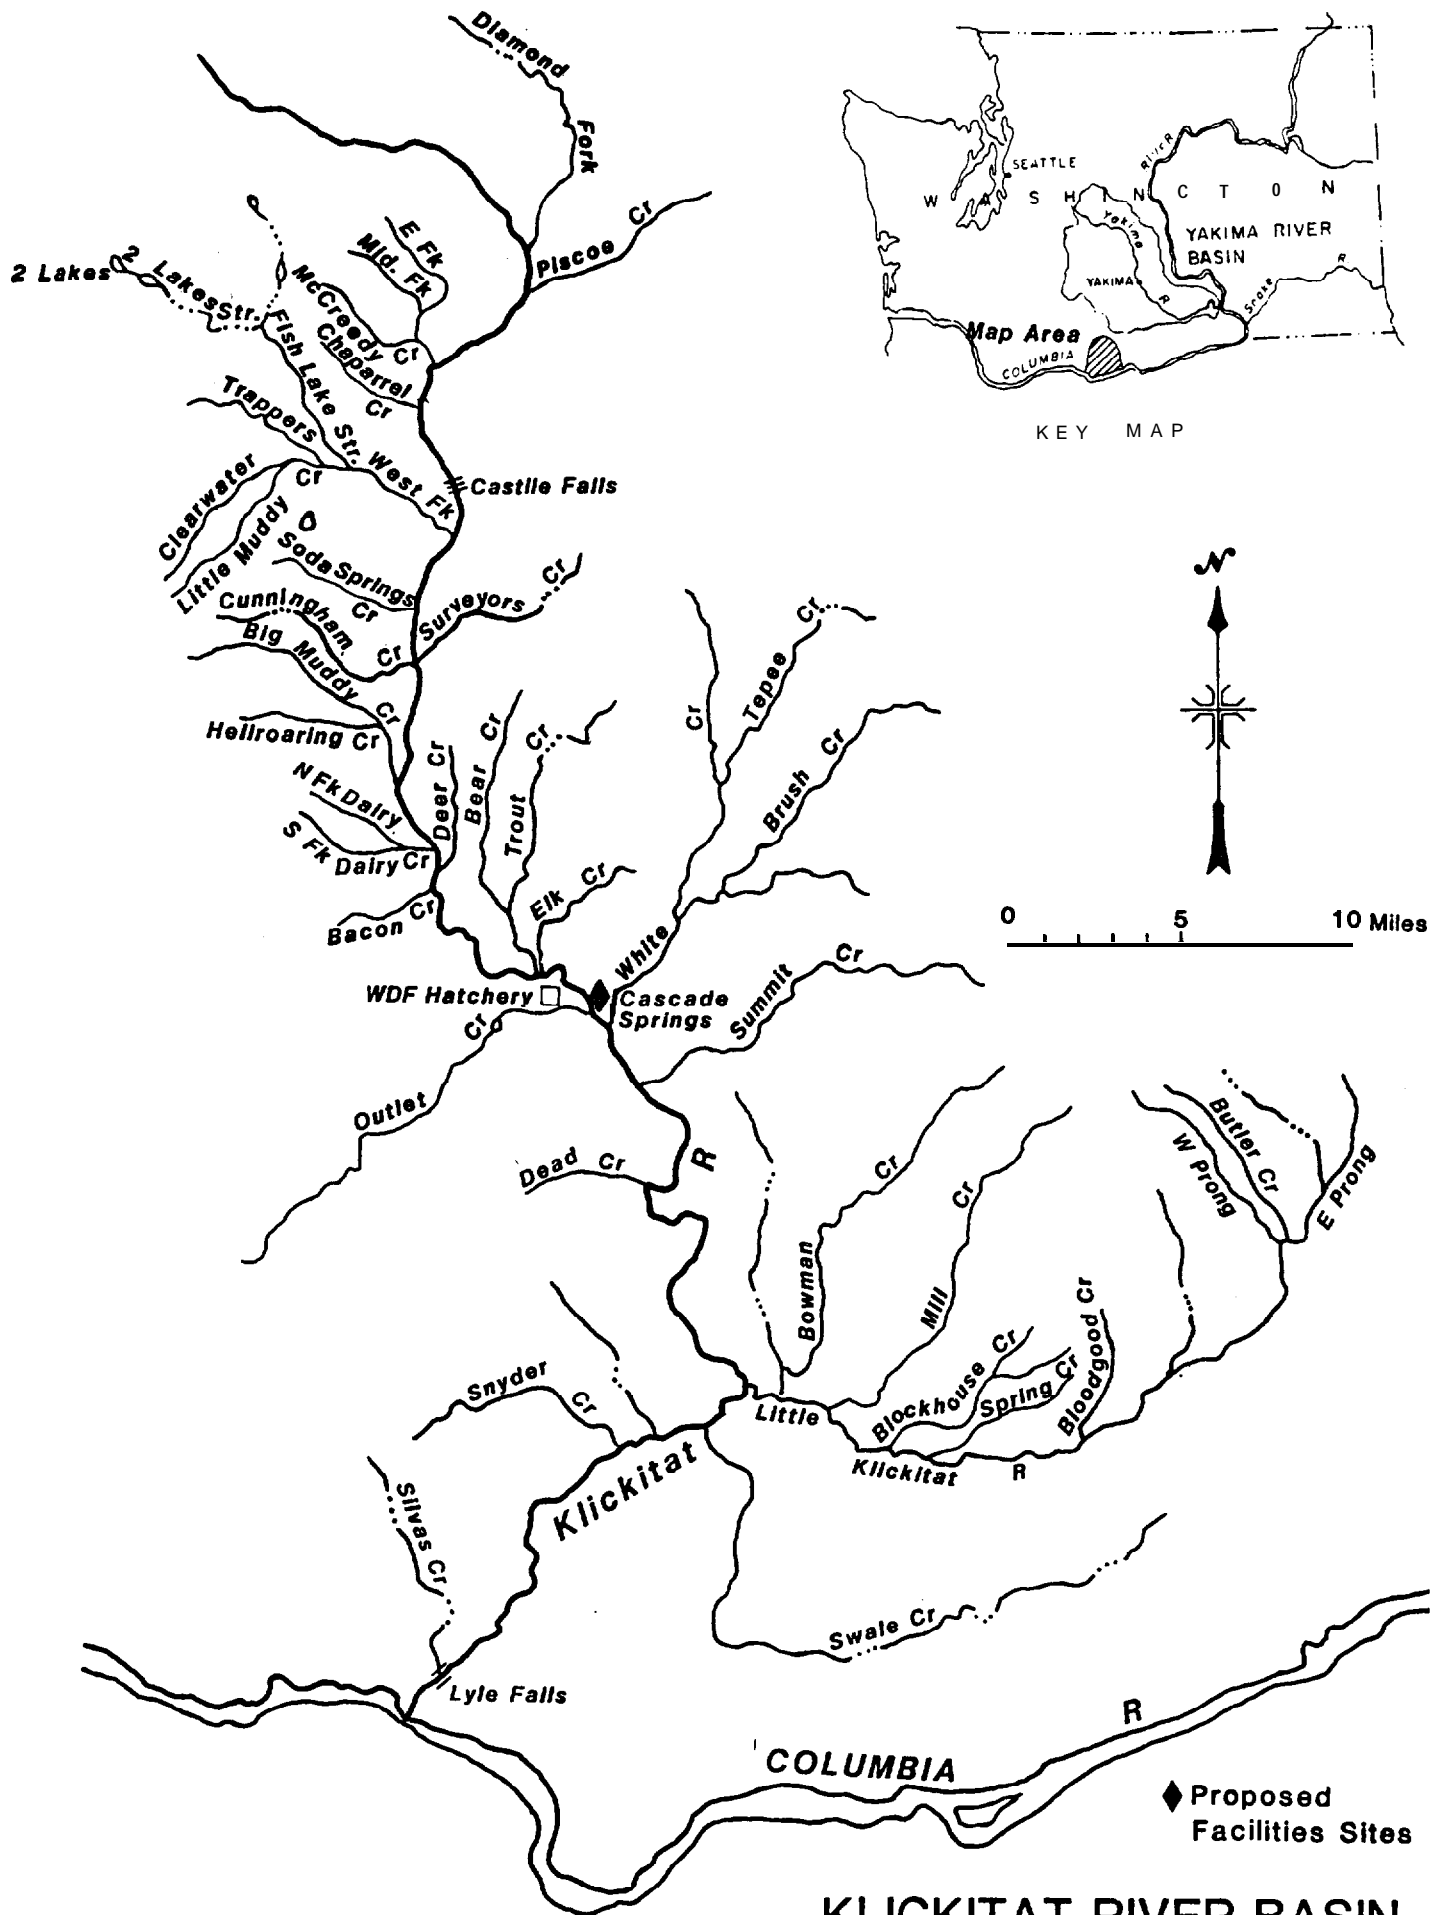 Diamond
Fork
Piscoe Cr
E Fk
Mid. Fk
McCreedy
Cr
Chaparrel
Cr
2 Lakes
2 Lakes Str.
Fish Lake Str.
Trappers
Cr
West Fk
Castile Falls
Clearwater
Little Muddy
Soda Springs
Cr
Surveyors Cr
Cunningham
Cr
Big Muddy Cr
Hellroaring Cr
N Fk Dairy
S Fk
Dairy Cr
Deer Cr
Bear Cr
Trout Cr
Elk Cr
Bacon Cr
Cr
Tepee Cr
Brush Cr
White
WDF Hatchery
Cascade
Springs
Summit Cr
Outlet Cr
Dead Cr
R
Bowman Cr
Mill Cr
Blockhouse Cr
Spring Cr
Bloodgood Cr
W Prong
Butler Cr
E Prong
Little
Klickitat R
Snyder Cr
Klickitat
Silvas Cr
Swale Cr
Lyle Falls
COLUMBIA R
SEATTLE
RIVER
W A S H I N C T O N
Yakima
YAKIMA R
YAKIMA RIVER
BASIN
Snake R
Map Area
COLUMBIA
KEY MAP
N
0 5 10 Miles
Proposed
Facilities Sites
KLICKITAT RIVER BASIN